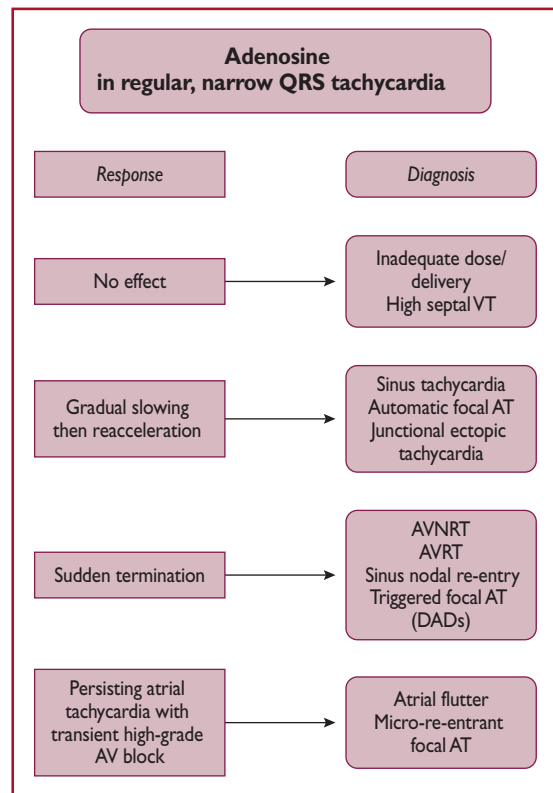 Adenosine
in regular, narrow QRS tachycardia
Response
Diagnosis
No effect
Inadequate dose/
delivery
High septal VT
Gradual slowing
then reacceleration
Sinus tachycardia
Automatic focal AT
Junctional ectopic
tachycardia
Sudden termination
AVNRT
AVRT
Sinus nodal re-entry
Triggered focal AT
(DADs)
Persisting atrial
tachycardia with
transient high-grade
AV block
Atrial flutter
Micro-re-entrant
focal AT